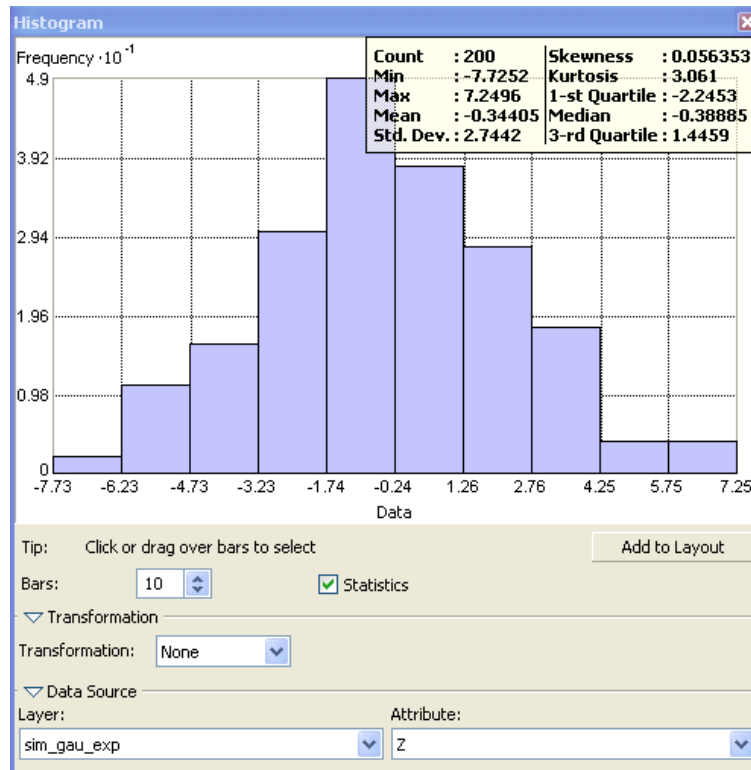 Histogram
Frequency · 10⁻¹
Count : 200 Skewness : 0.056353
Min : -7.7252 Kurtosis : 3.061
Max : 7.2496 1-st Quartile : -2.2453
Mean : -0.34405 Median : -0.38885
Std. Dev. : 2.7442 3-rd Quartile : 1.4459
4.9
3.92
2.94
1.96
0.98
0
-7.73 -6.23 -4.73 -3.23 -1.74 -0.24 1.26 2.76 4.25 5.75 7.25
Data
Tip: Click or drag over bars to select Add to Layout
Bars: 10 Statistics
Transformation
Transformation: None
Data Source
Layer: Attribute:
sim_gau_exp Z